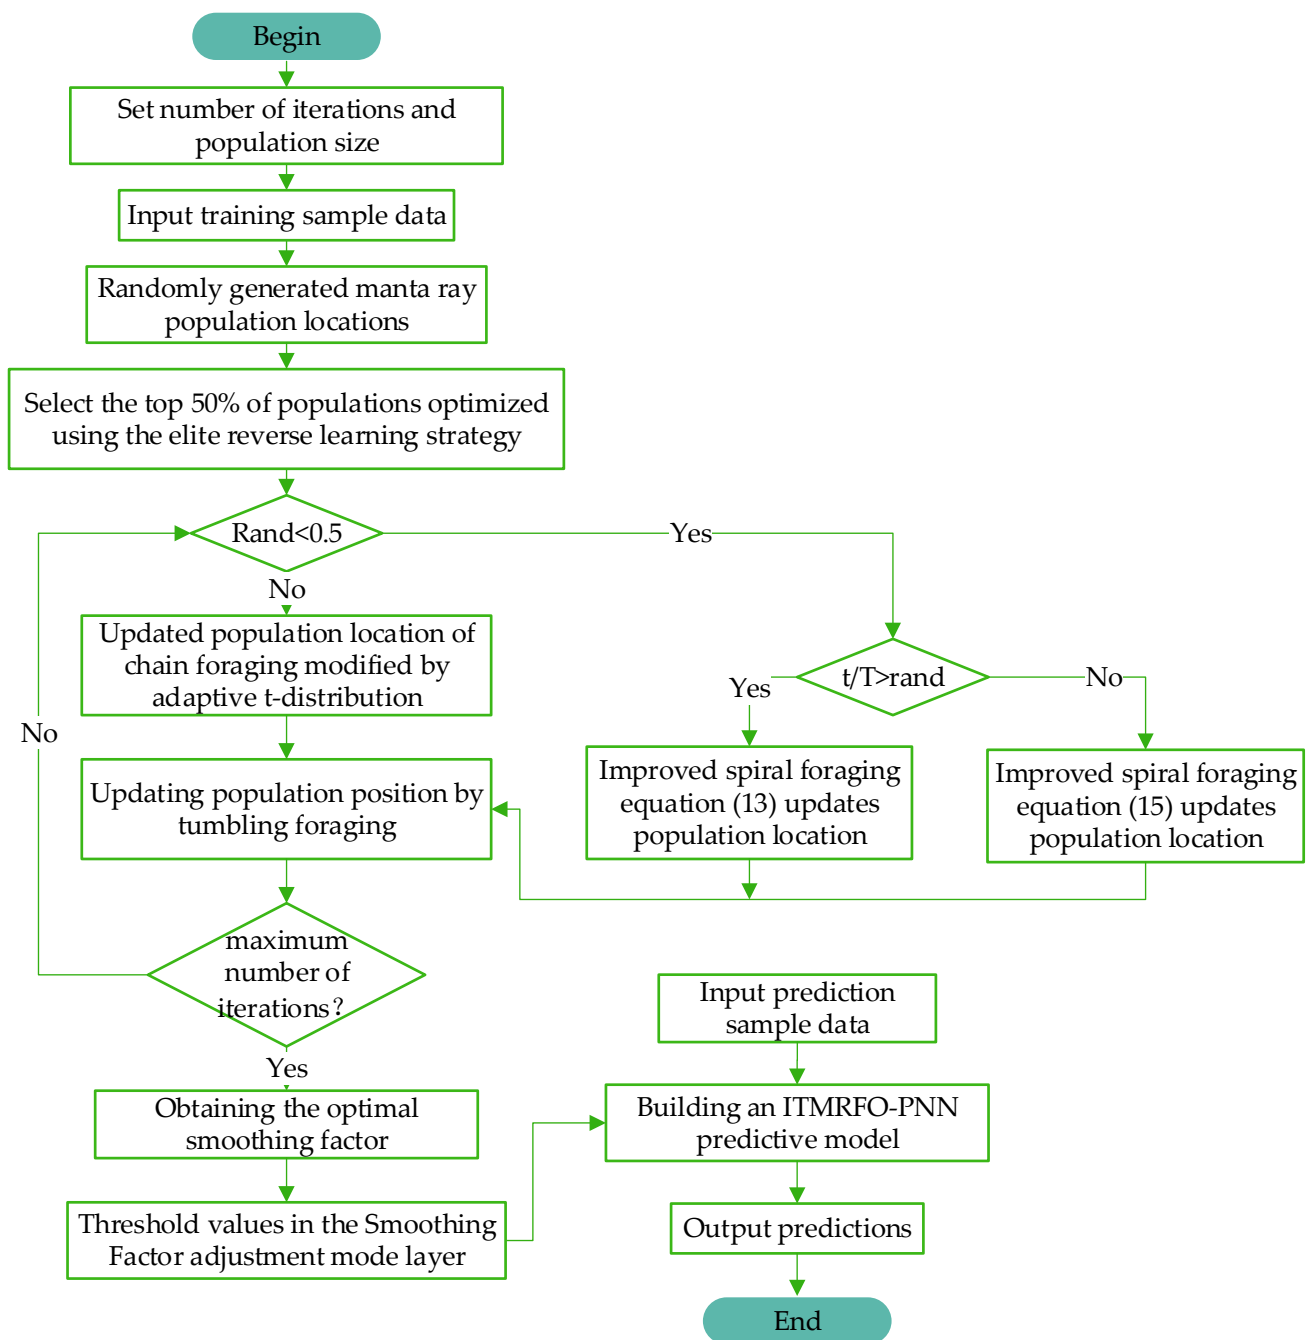 Begin
Set number of iterations and
population size
Input training sample data
Randomly generated manta ray
population locations
Select the top 50% of populations optimized
using the elite reverse learning strategy
Rand<0.5
Yes
No
Updated population location of
chain foraging modified by
adaptive t-distribution
t/T>rand
Yes
No
No
Improved spiral foraging
equation (13) updates
population location
Improved spiral foraging
equation (15) updates
population location
Updating population position by
tumbling foraging
maximum
number of
iterations?
Yes
Obtaining the optimal
smoothing factor
Threshold values in the Smoothing
Factor adjustment mode layer
Input prediction
sample data
Building an ITMRFO-PNN
predictive model
Output predictions
End